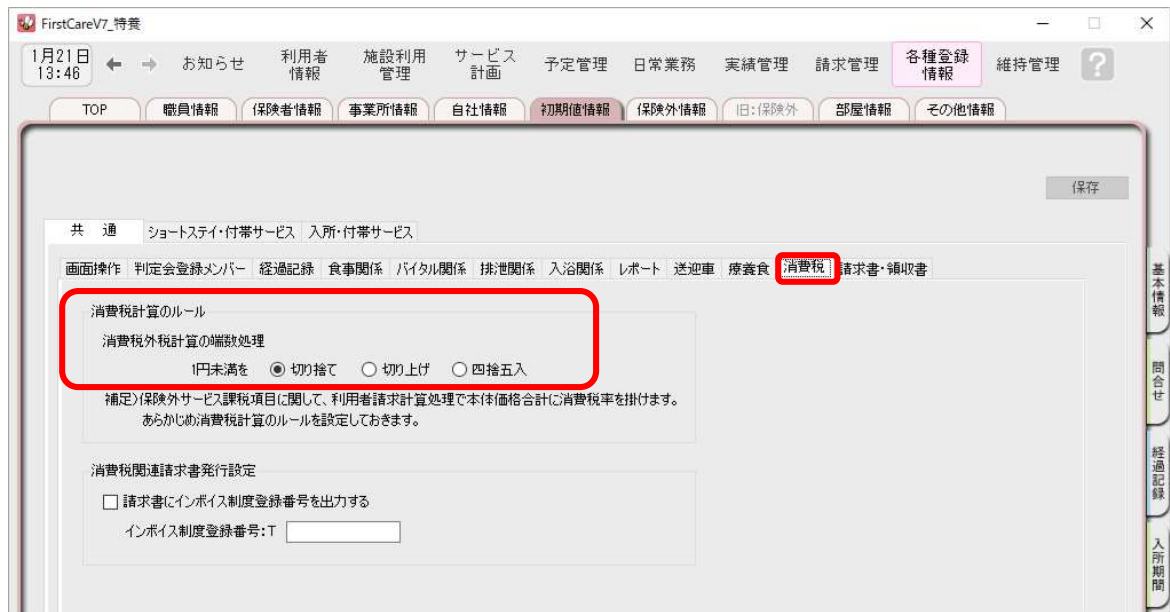 FirstCareV7_特養
1月21日
13:46
お知らせ
利用者
情報
施設利用
管理
サービス
計画
予定管理
日常業務
実績管理
請求管理
各種登録
情報
維持管理
?
TOP
職員情報
保険者情報
事業所情報
自社情報
初期値情報
保険外情報
旧:保険外
部屋情報
その他情報
保存
共 通
ショートステイ・付帯サービス
入所・付帯サービス
画面操作
判定会登録メンバー
経過記録
食事関係
バイタル関係
排泄関係
入浴関係
レポート
送迎車
療養食
消費税
請求書・領収書
消費税計算のルール
消費税外税計算の端数処理
1円未満を 切り捨て 切り上げ 四捨五入
補足)保険外サービス課税項目に関して、利用者請求計算処理で本体価格合計に消費税率を掛けます。
あらかじめ消費税計算のルールを設定しておきます。
消費税関連請求書発行設定
請求書にインボイス制度登録番号を出力する
インボイス制度登録番号:T
基本情報
問合せ
経過記録
入所期間